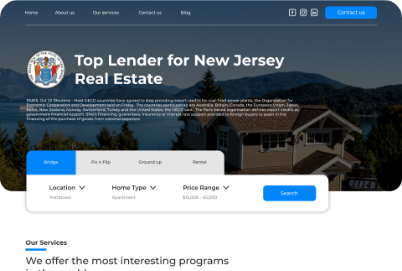 Home About us Our services Contact us Blog Contact us
Top Lender for New Jersey
Real Estate
PARIS, Oct 22 (Reuters) - Most OECD countries have agreed to stop providing export credits for coal-fired power plants, the Organisation for
Economic Cooperation and Development said on Friday. The countries participating are Australia, Britain, Canada, the European Union, Japan,
Korea, New Zealand, Norway, Switzerland, Turkey and the United States, the OECD said. The Paris-based organisation defines export credits as
government financial support, direct financing, guarantees, insurance or interest rate support provided to foreign buyers to assist in the
financing of the purchase of goods from national exporters.
Bridge Fix n Flip Ground up Rental
Location Home Type Price Range Search
Apartment $15,000 - 45,000
Our Services
We offer the most interesting programs